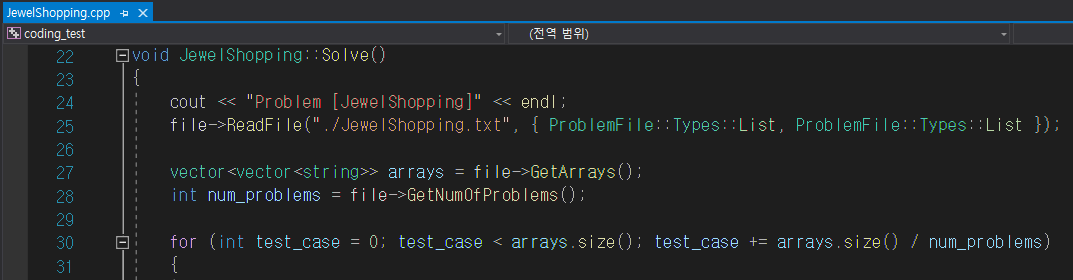 JewelShopping.cpp
coding_test (전역 범위)
22 void JewelShopping::Solve()
23 {
24 cout << "Problem [JewelShopping]" << endl;
25 file->ReadFile("./JewelShopping.txt", { ProblemFile::Types::List, ProblemFile::Types::List });
26
27 vector<vector<string>> arrays = file->GetArrays();
28 int num_problems = file->GetNumOfProblems();
29
30 for (int test_case = 0; test_case < arrays.size(); test_case += arrays.size() / num_problems)
31 {